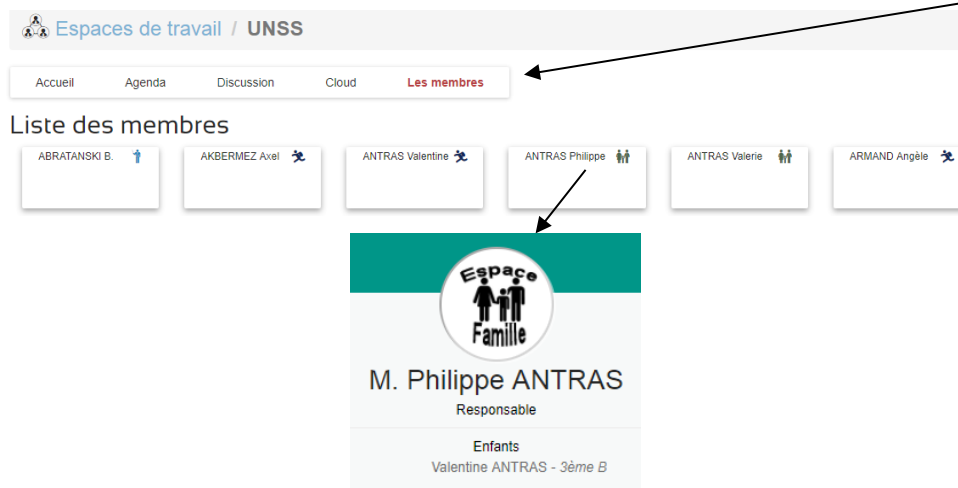 Espaces de travail / UNSS
Accueil Agenda Discussion Cloud Les membres
Liste des membres
ABRATANSKI B. AKBERMEZ Axel ANTRAS Valentine ANTRAS Philippe ANTRAS Valerie ARMAND Angèle
Espace
Famille
M. Philippe ANTRAS
Responsable
Enfants
Valentine ANTRAS - 3ème B